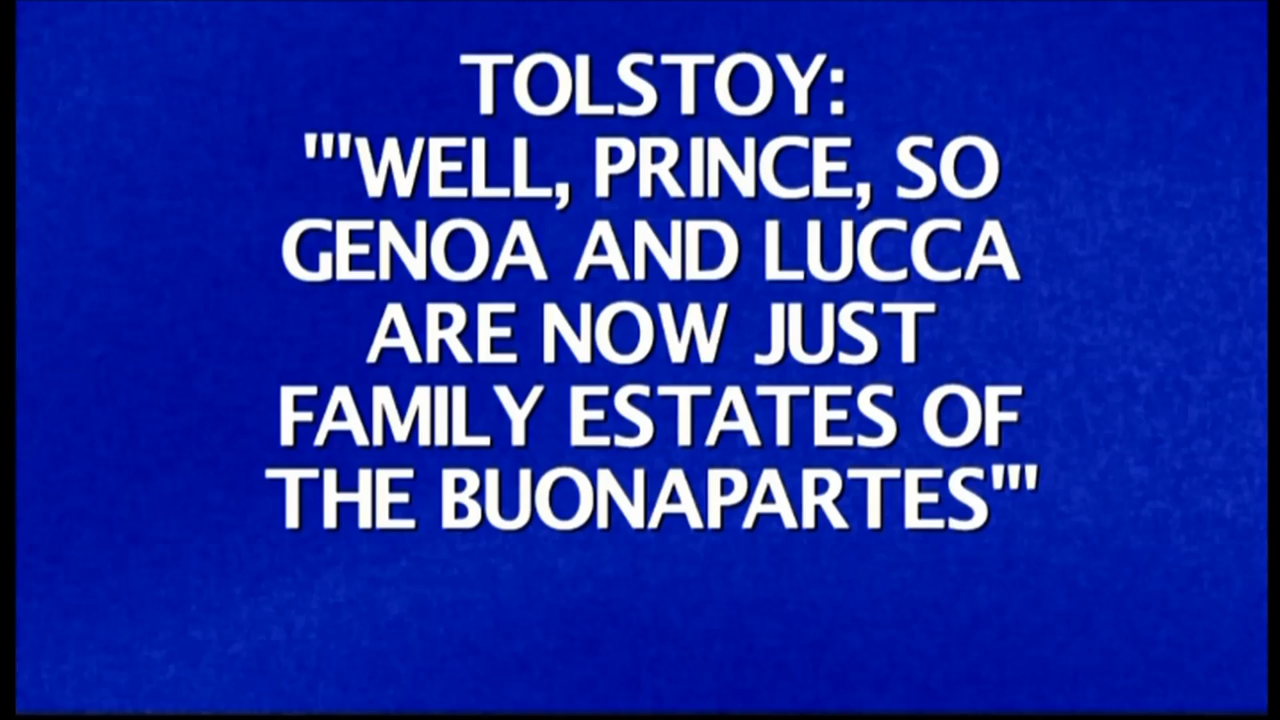 TOLSTOY:
"'WELL, PRINCE, SO
GENOA AND LUCCA
ARE NOW JUST
FAMILY ESTATES OF
THE BUONAPARTES'"